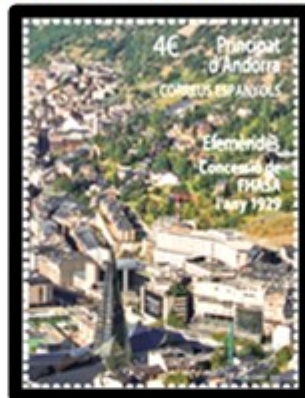 4€ Principat
d'Andorra
CORREUS ESPANYOLS
Efemèrides
Concessió de
FHASA
l'any 1929